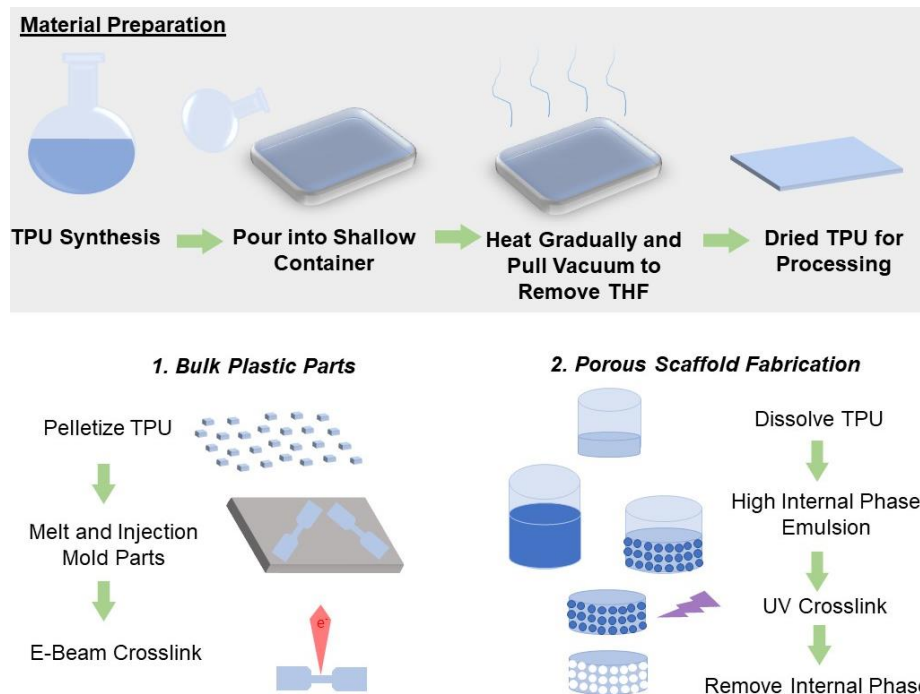 Material Preparation
TPU Synthesis
Pour into Shallow
Container
Heat Gradually and
Pull Vacuum to
Remove THF
Dried TPU for
Processing
1. Bulk Plastic Parts
Pelletize TPU
Melt and Injection
Mold Parts
E-Beam Crosslink
e-
2. Porous Scaffold Fabrication
Dissolve TPU
High Internal Phase
Emulsion
UV Crosslink
Remove Internal Phase